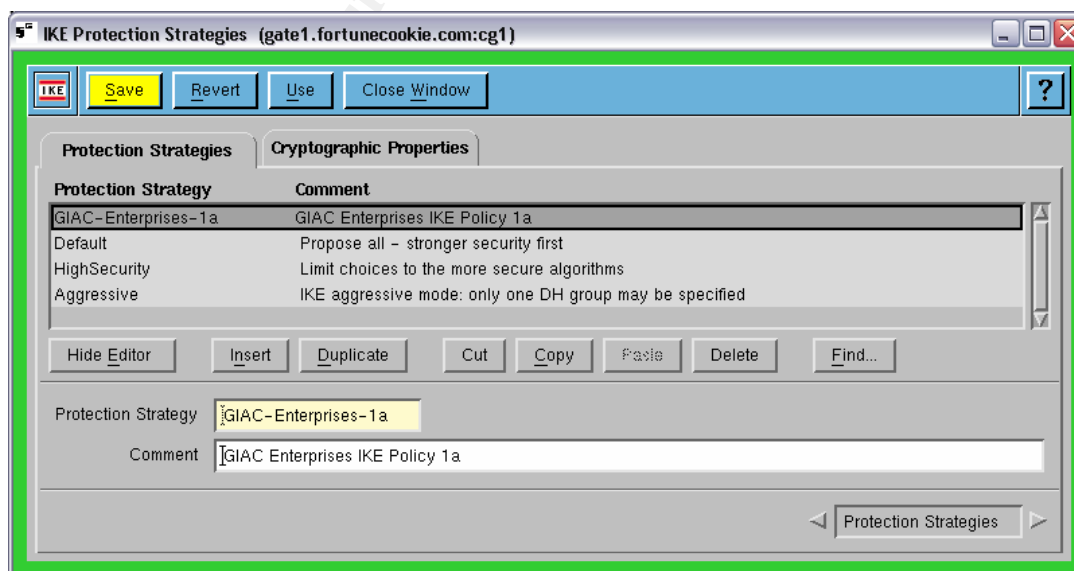 IKE Protection Strategies (gate1.fortunecookie.com:cg1)
IKE Save Revert Use Close Window ?
Protection Strategies Cryptographic Properties
Protection Strategy Comment
GIAC-Enterprises-1a GIAC Enterprises IKE Policy 1a
Default Propose all - stronger security first
HighSecurity Limit choices to the more secure algorithms
Aggressive IKE aggressive mode: only one DH group may be specified
Hide Editor Insert Duplicate Cut Copy Paste Delete Find...
Protection Strategy GIAC-Enterprises-1a
Comment GIAC Enterprises IKE Policy 1a
Protection Strategies